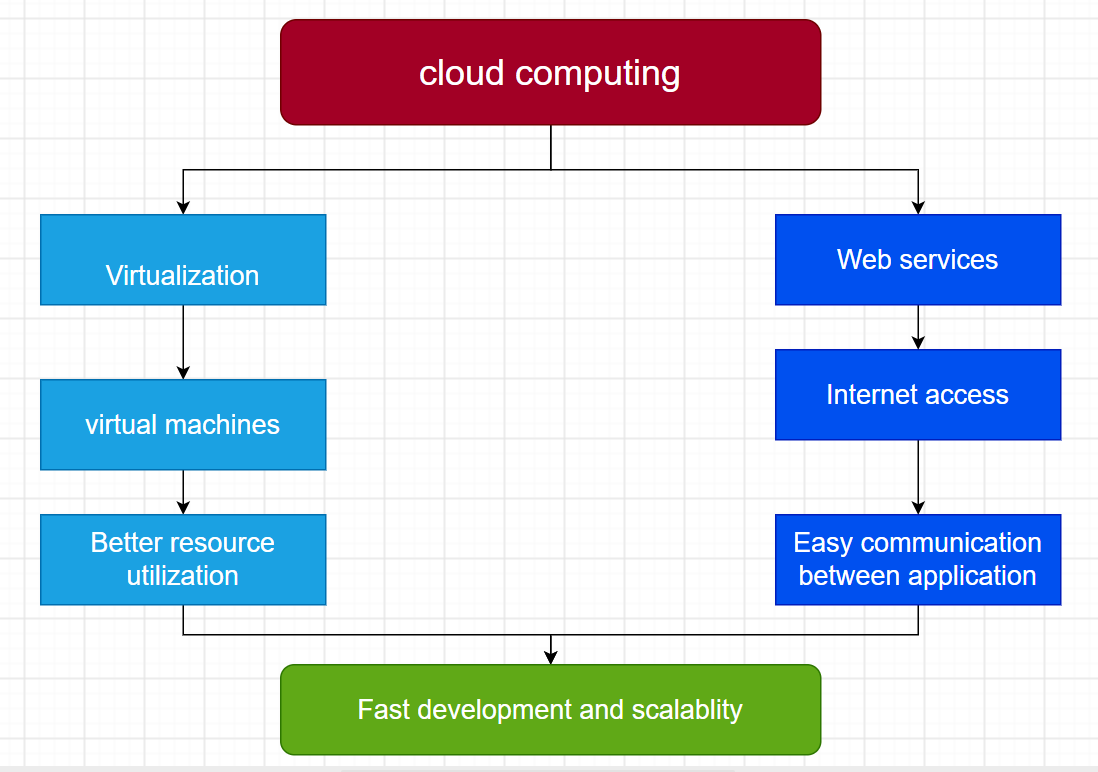 cloud computing
Virtualization
Web services
virtual machines
Internet access
Better resource
utilization
Easy communication
between application
Fast development and scalablity